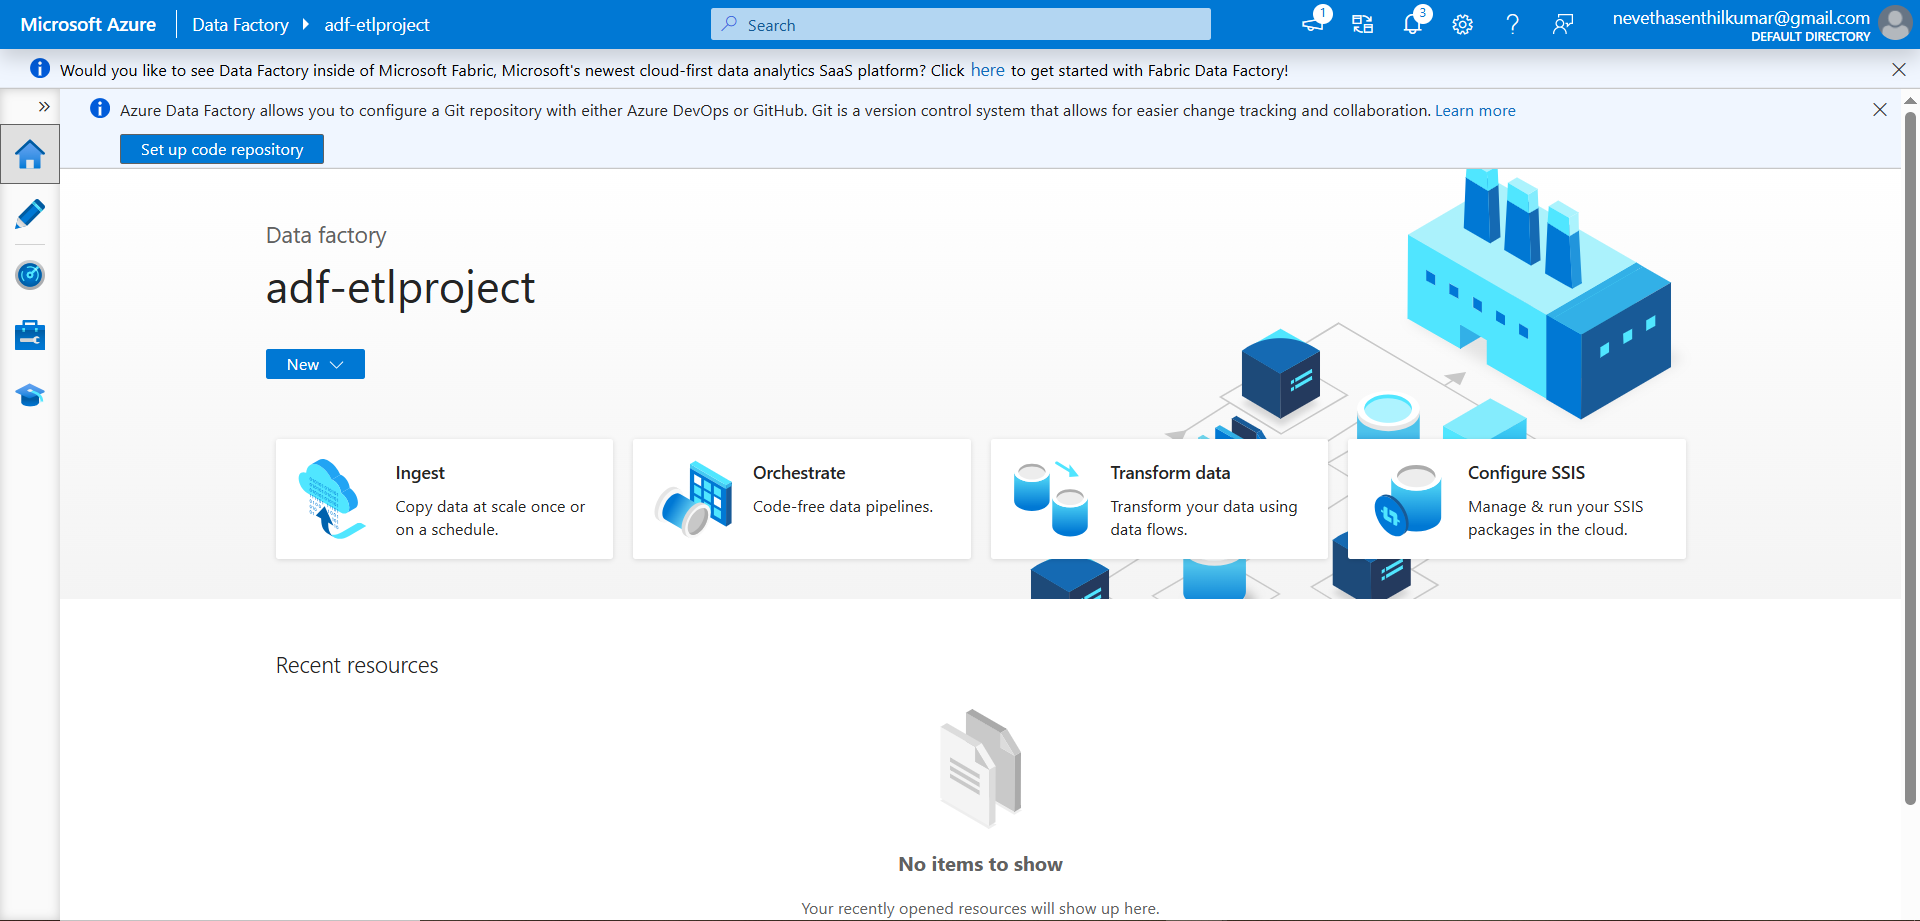 Microsoft Azure
Data Factory
adf-etlproject
Search
1
3
nevethasenthilkumar@gmail.com
DEFAULT DIRECTORY
Would you like to see Data Factory inside of Microsoft Fabric, Microsoft's newest cloud-first data analytics SaaS platform? Click here to get started with Fabric Data Factory!
Azure Data Factory allows you to configure a Git repository with either Azure DevOps or GitHub. Git is a version control system that allows for easier change tracking and collaboration. Learn more
Set up code repository
Data factory
adf-etlproject
New
Ingest
Copy data at scale once or
on a schedule.
Orchestrate
Code-free data pipelines.
Transform data
Transform your data using
data flows.
Configure SSIS
Manage & run your SSIS
packages in the cloud.
Recent resources
No items to show
Your recently opened resources will show up here.